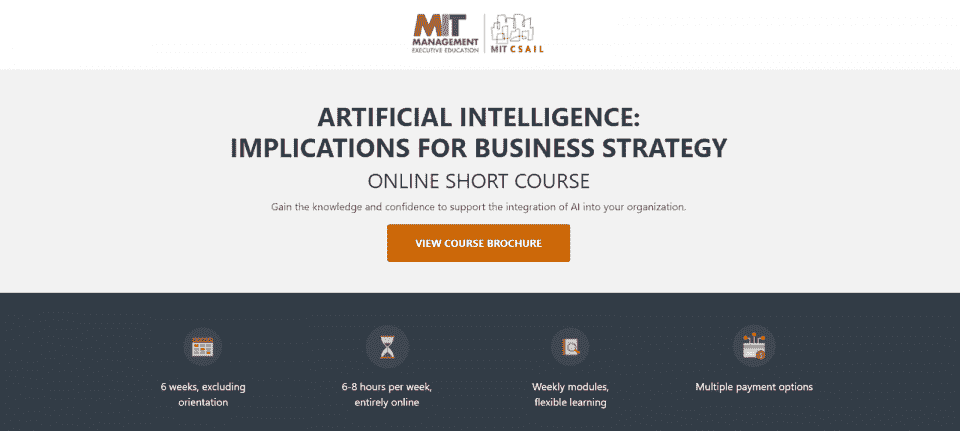 MIT
MANAGEMENT
EXECUTIVE EDUCATION
MIT CSAIL
ARTIFICIAL INTELLIGENCE:
IMPLICATIONS FOR BUSINESS STRATEGY
ONLINE SHORT COURSE
Gain the knowledge and confidence to support the integration of AI into your organization.
VIEW COURSE BROCHURE
6 weeks, excluding
orientation
6-8 hours per week,
entirely online
Weekly modules,
flexible learning
Multiple payment options